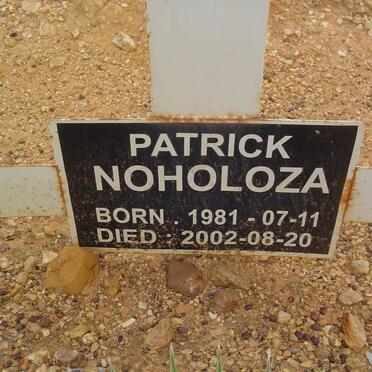 PATRICK
NOHOLOZA
BORN . 1981 - 07-11
DIED : 2002-08-20